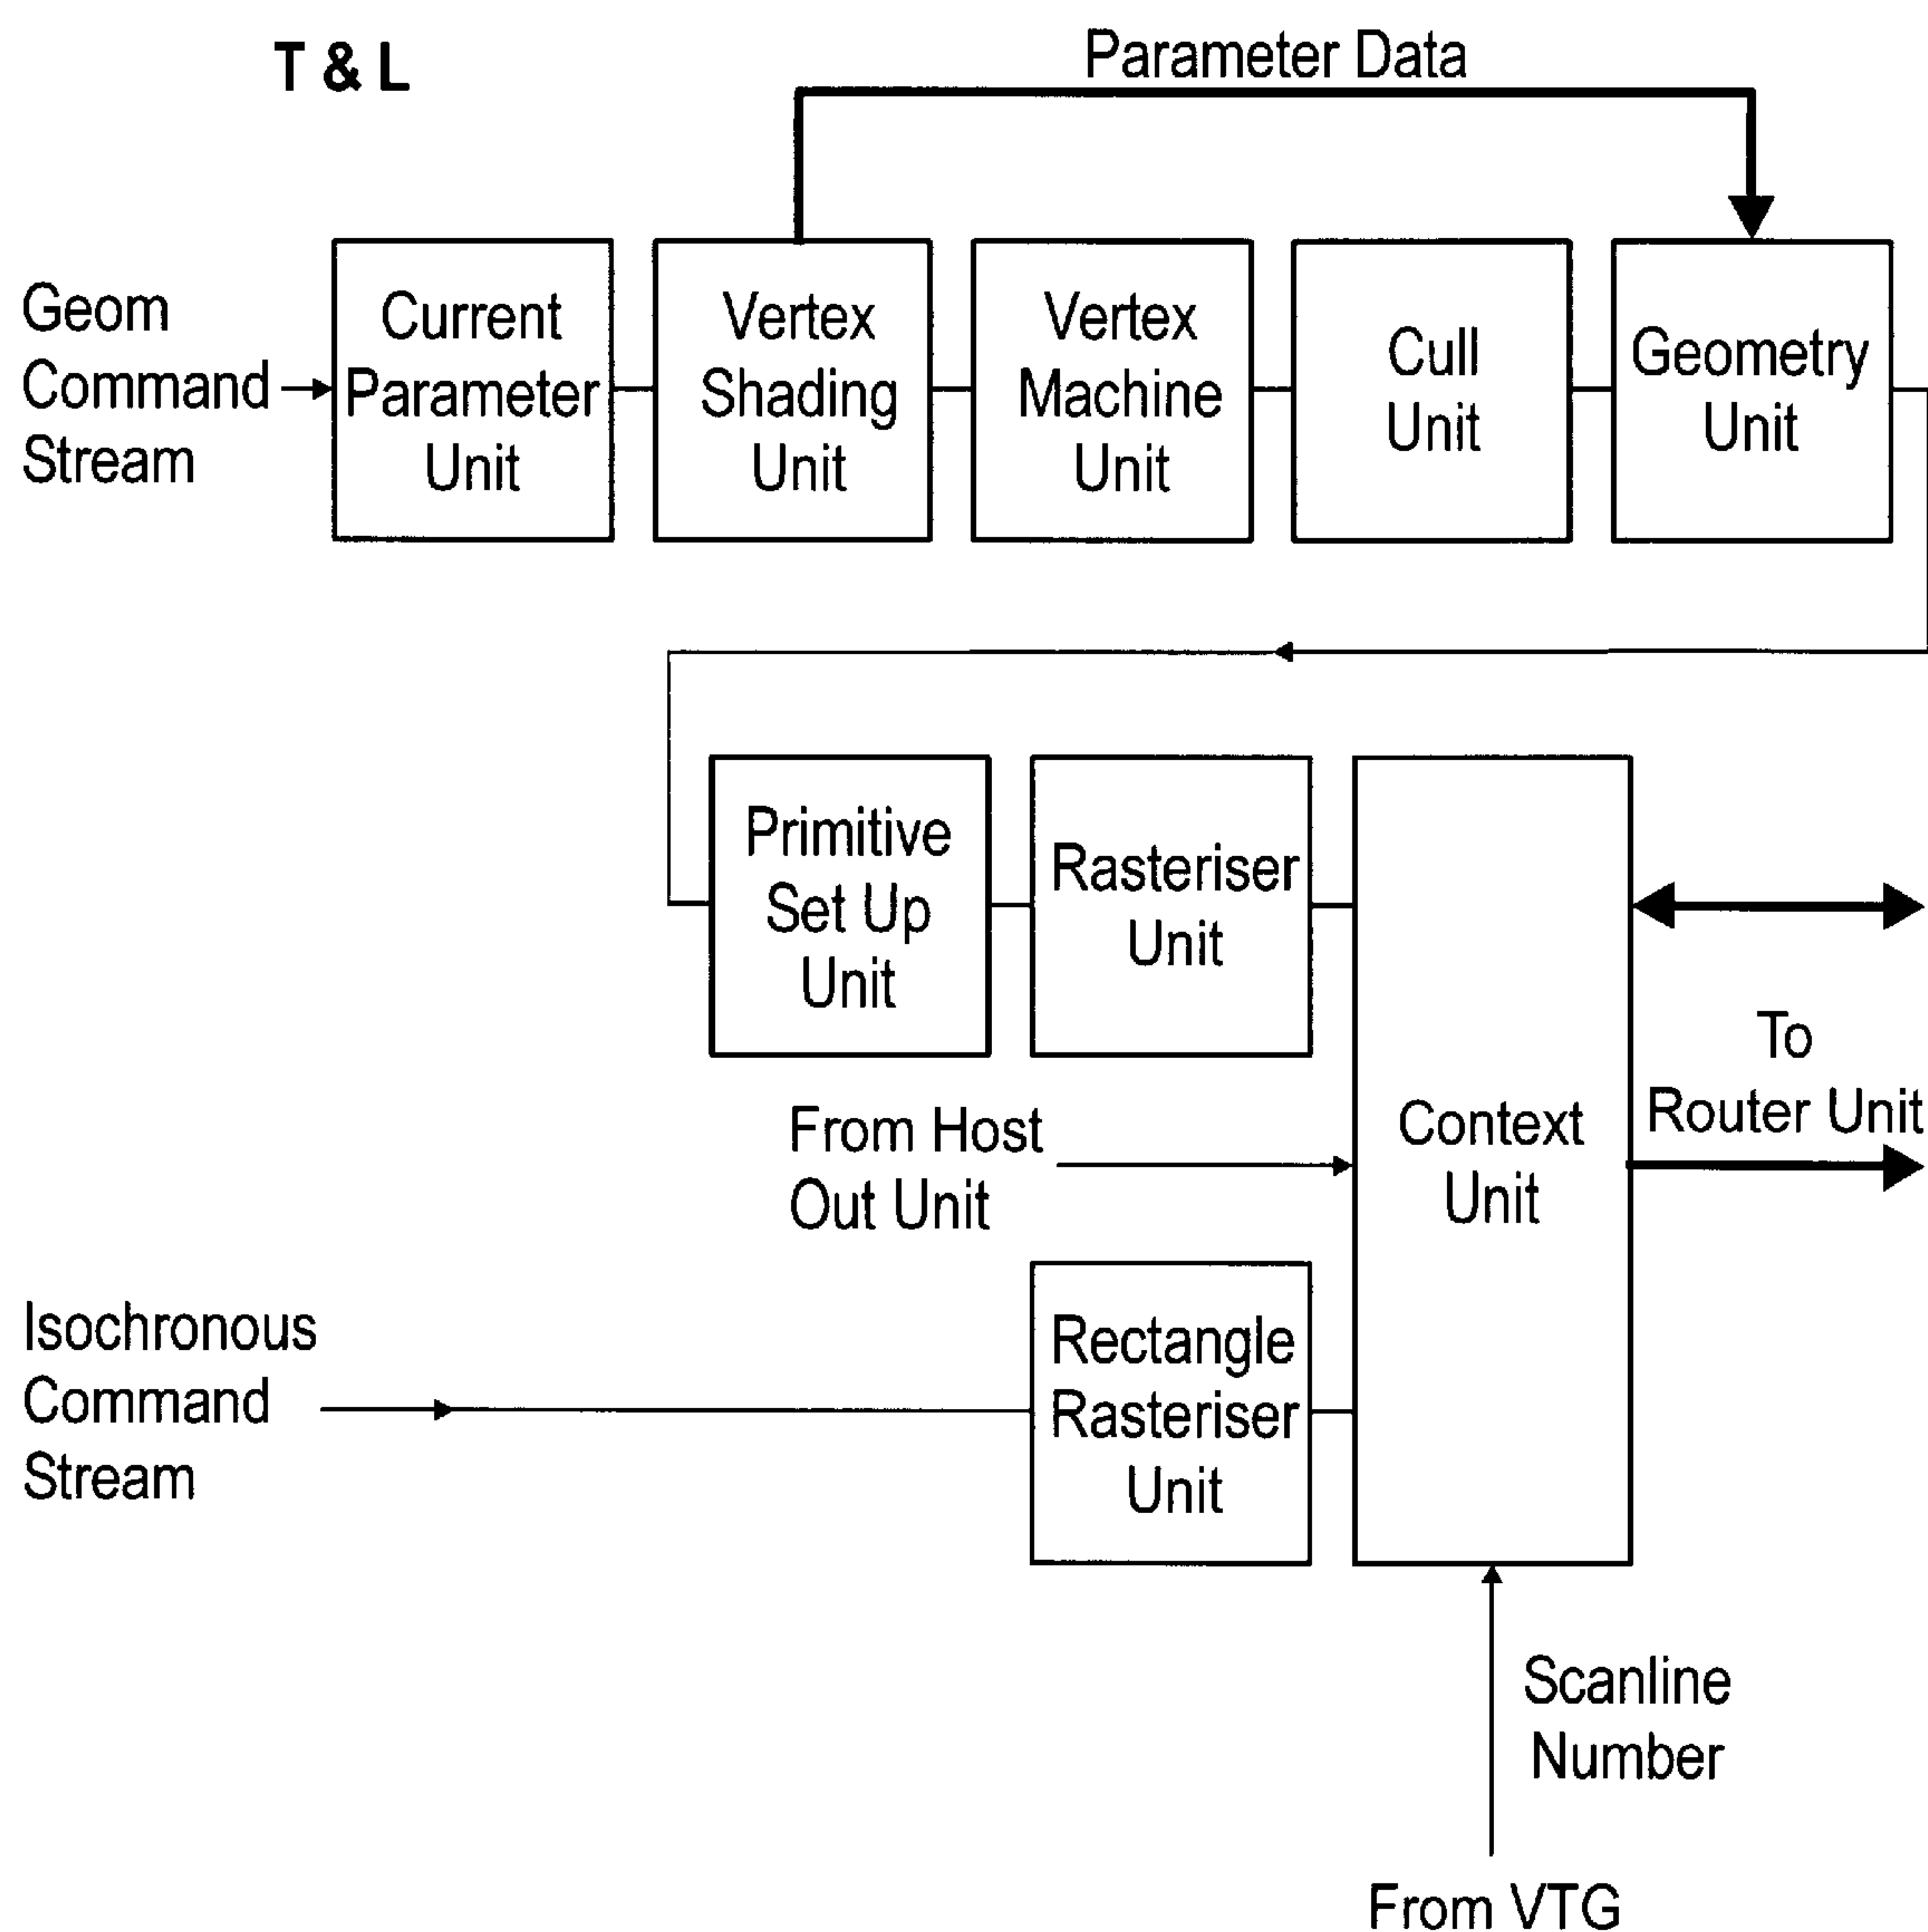 T & L
Parameter Data
Geom
Command
Stream
Current
Parameter
Unit
Vertex
Shading
Unit
Vertex
Machine
Unit
Cull
Unit
Geometry
Unit
Primitive
Set Up
Unit
Rasteriser
Unit
Context
Unit
To
Router Unit
From Host
Out Unit
Isochronous
Command
Stream
Rectangle
Rasteriser
Unit
Scanline
Number
From VTG